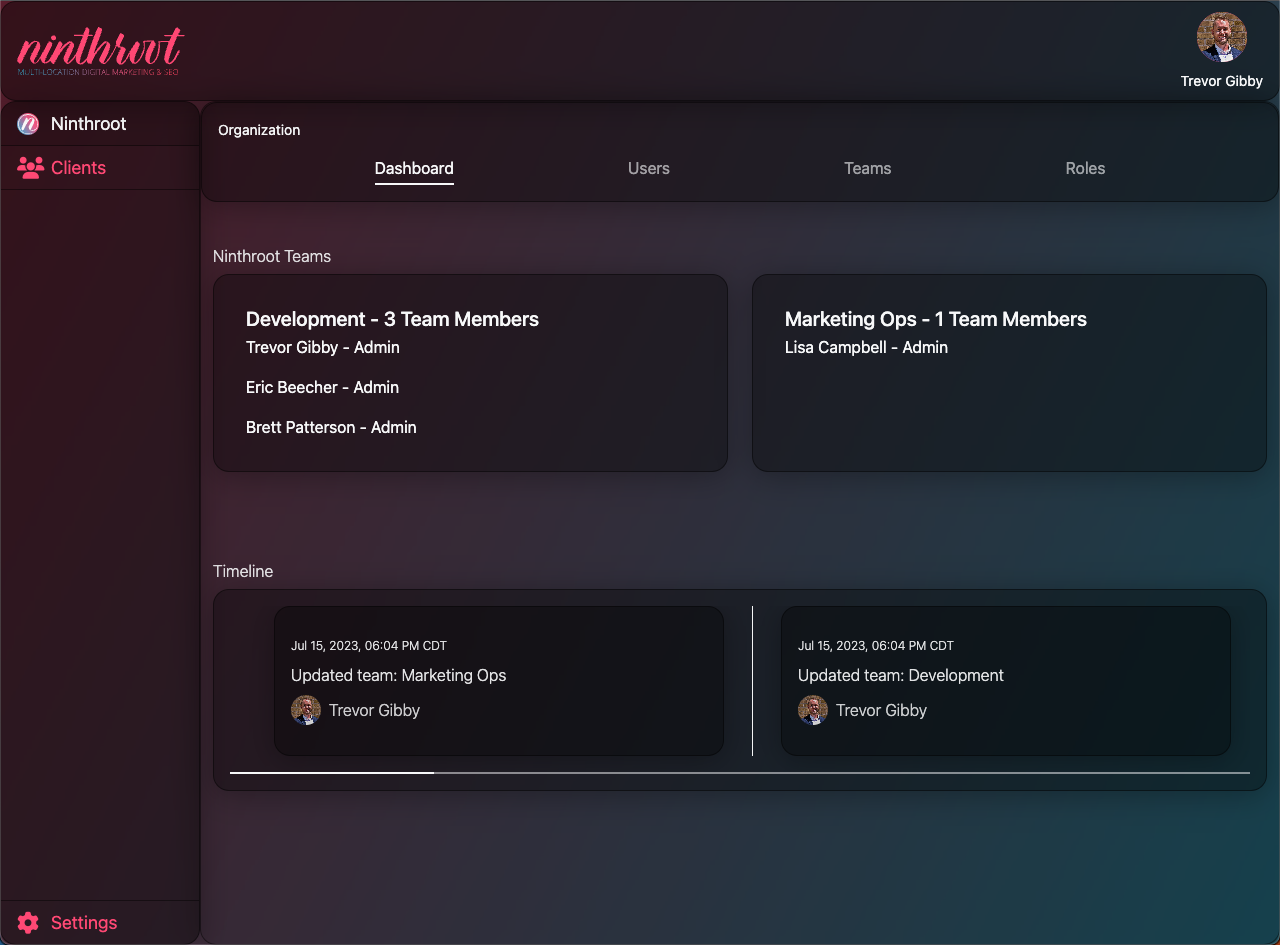 ninthroot
MULTI-LOCATION DIGITAL MARKETING & SEO
Trevor Gibby
Ninthroot
Clients
Organization
Dashboard
Users
Teams
Roles
Ninthroot Teams
Development - 3 Team Members
Trevor Gibby - Admin
Eric Beecher - Admin
Brett Patterson - Admin
Marketing Ops - 1 Team Members
Lisa Campbell - Admin
Timeline
Jul 15, 2023, 06:04 PM CDT
Updated team: Marketing Ops
Trevor Gibby
Jul 15, 2023, 06:04 PM CDT
Updated team: Development
Trevor Gibby
Settings